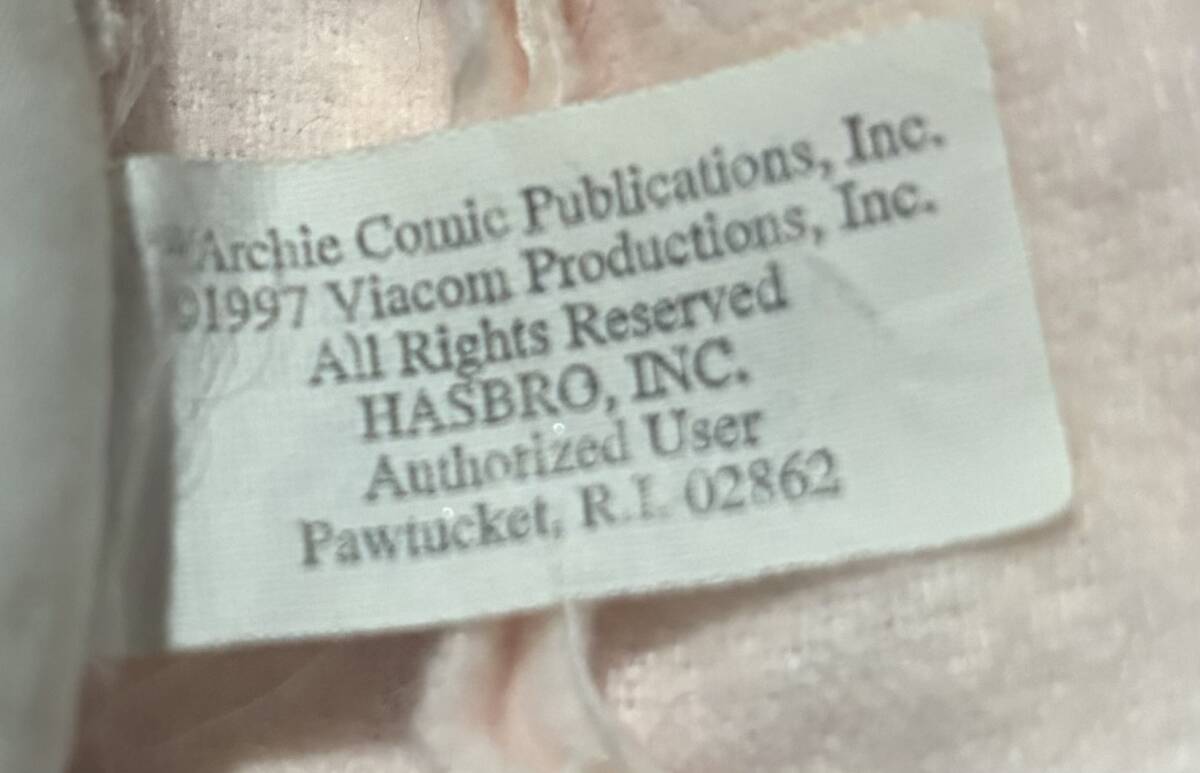 Archie Comic Publications, Inc.
©1997 Viacom Productions, Inc.
All Rights Reserved
HASBRO, INC.
Authorized User
Pawtucket, R.I. 02862